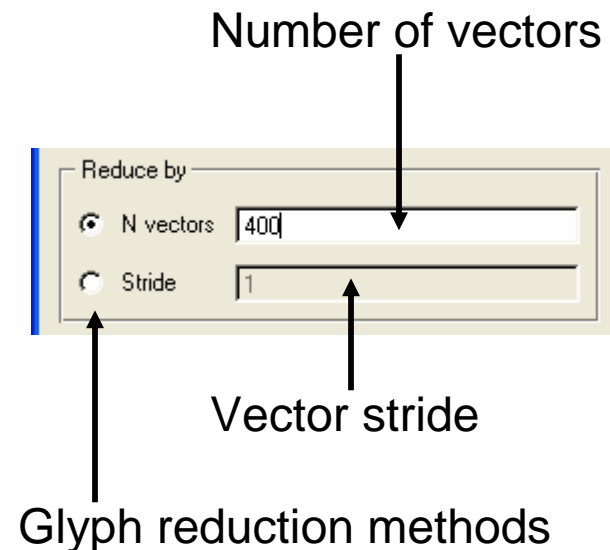 Number of vectors
Reduce by
N vectors 400
Stride 1
Vector stride
Glyph reduction methods